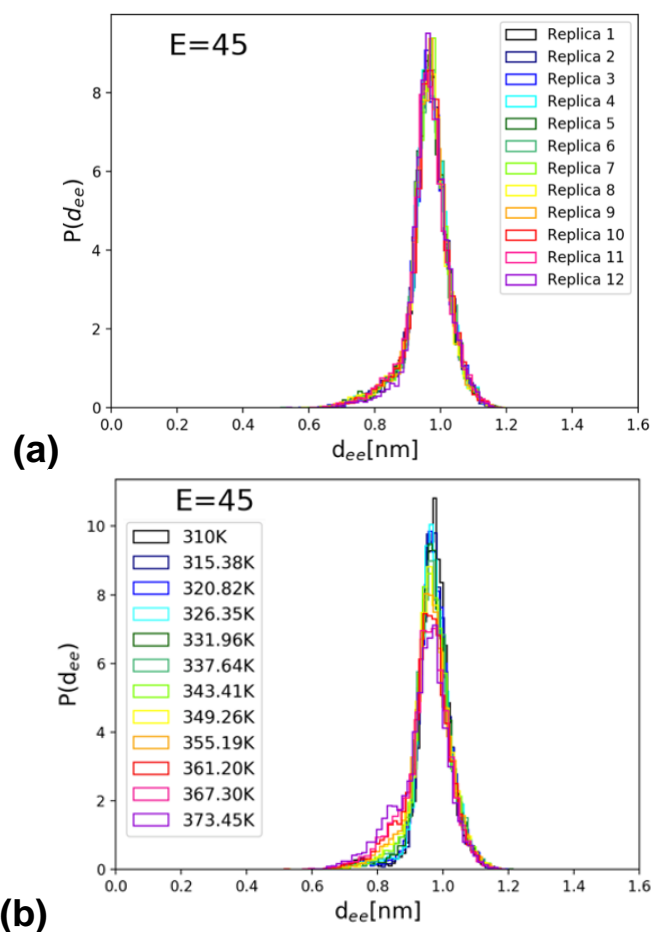 E=45
Replica 1
Replica 2
Replica 3
Replica 4
Replica 5
Replica 6
Replica 7
Replica 8
Replica 9
Replica 10
Replica 11
Replica 12
P(dee)
8
6
4
2
0
0.0 0.2 0.4 0.6 0.8 1.0 1.2 1.4 1.6
dee[nm]
(a)
E=45
310K
315.38K
320.82K
326.35K
331.96K
337.64K
343.41K
349.26K
355.19K
361.20K
367.30K
373.45K
P(dee)
10
8
6
4
2
0
0.0 0.2 0.4 0.6 0.8 1.0 1.2 1.4 1.6
dee[nm]
(b)